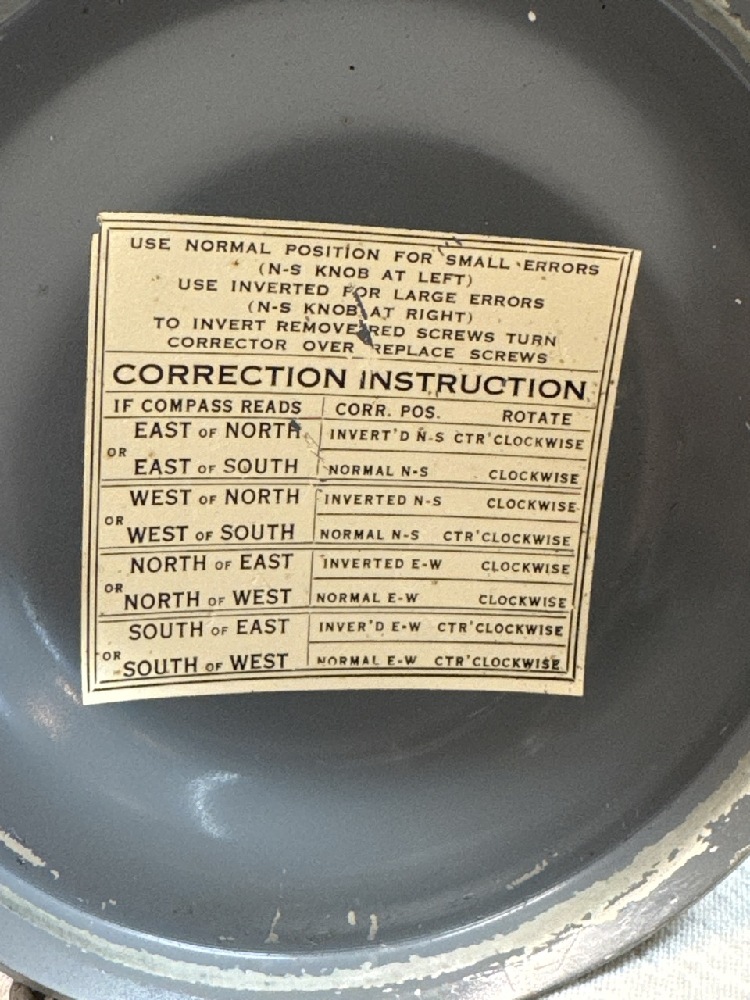 USE NORMAL POSITION FOR SMALL ERRORS
(N-S KNOB AT LEFT)
USE INVERTED FOR LARGE ERRORS
(N-S KNOB AT RIGHT)
TO INVERT REMOVE RED SCREWS TURN
CORRECTOR OVER REPLACE SCREWS
CORRECTION INSTRUCTION
IF COMPASS READS CORR. POS. ROTATE
EAST OF NORTH INVERT'D N-S CTR'CLOCKWISE
OR
EAST OF SOUTH NORMAL N-S CLOCKWISE
WEST OF NORTH INVERTED N-S CLOCKWISE
OR
WEST OF SOUTH NORMAL N-S CTR'CLOCKWISE
NORTH OF EAST INVERTED E-W CLOCKWISE
OR
NORTH OF WEST NORMAL E-W CLOCKWISE
SOUTH OF EAST INVER'D E-W CTR'CLOCKWISE
OR
SOUTH OF WEST NORMAL E-W CTR'CLOCKWISE